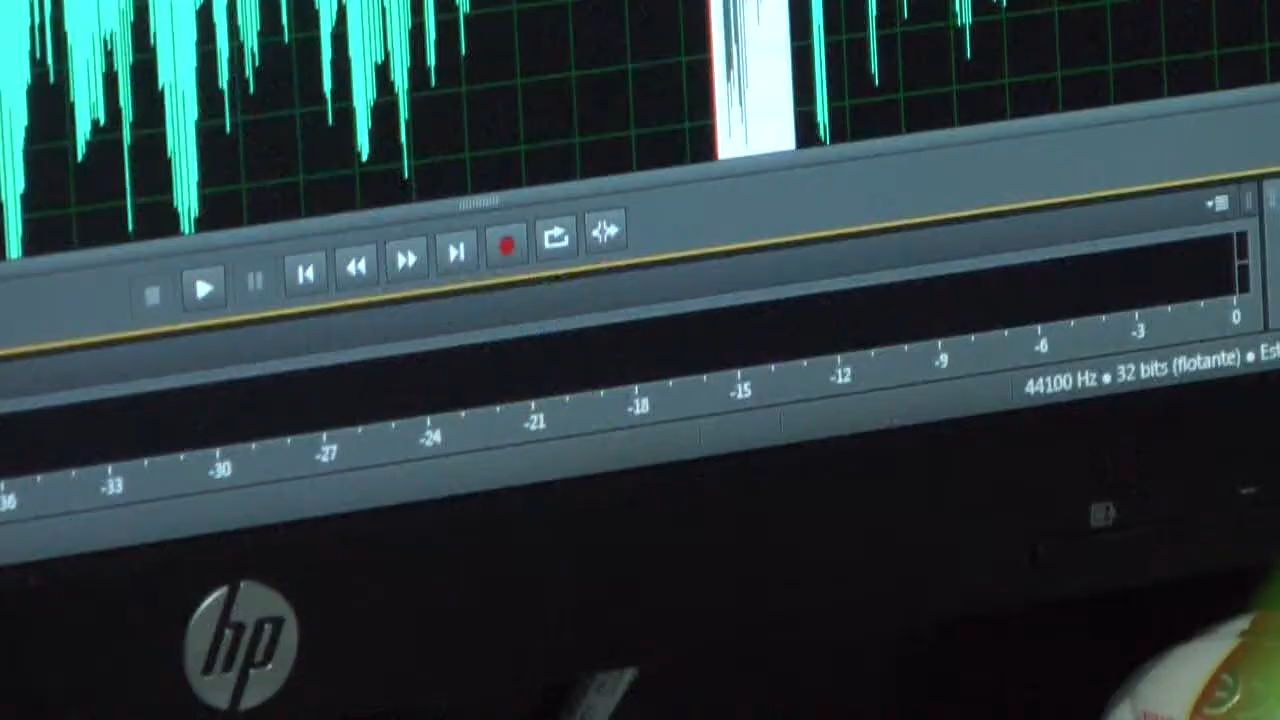 -36 -33 -30 -27 -24 -21 -18 -15 -12 -9 -6 -3 0
44100 Hz • 32 bits (flotante) • Est
hp